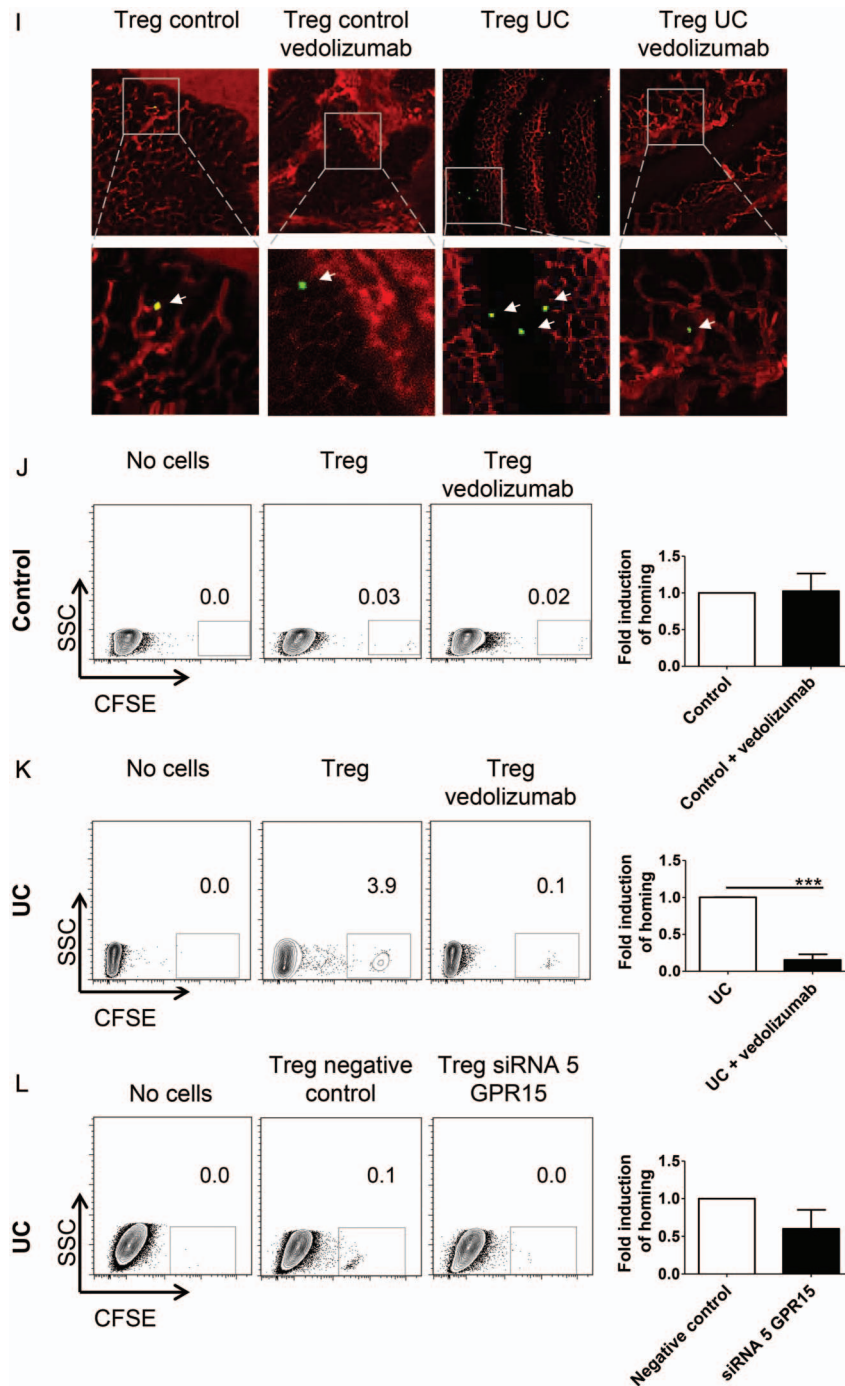 I
Treg control
Treg control
vedolizumab
Treg UC
Treg UC
vedolizumab
J
No cells
Treg
Treg
vedolizumab
Control
SSC
0.0
0.03
0.02
CFSE
Fold induction
of homing
1.5
1.0
0.5
0.0
Control
Control + vedolizumab
K
No cells
Treg
Treg
vedolizumab
UC
SSC
0.0
3.9
0.1
CFSE
Fold induction
of homing
1.5
1.0
0.5
0.0
***
UC
UC + vedolizumab
L
No cells
Treg negative
control
Treg siRNA 5
GPR15
UC
SSC
0.0
0.1
0.0
CFSE
Fold induction
of homing
1.5
1.0
0.5
0.0
Negative control
siRNA 5 GPR15